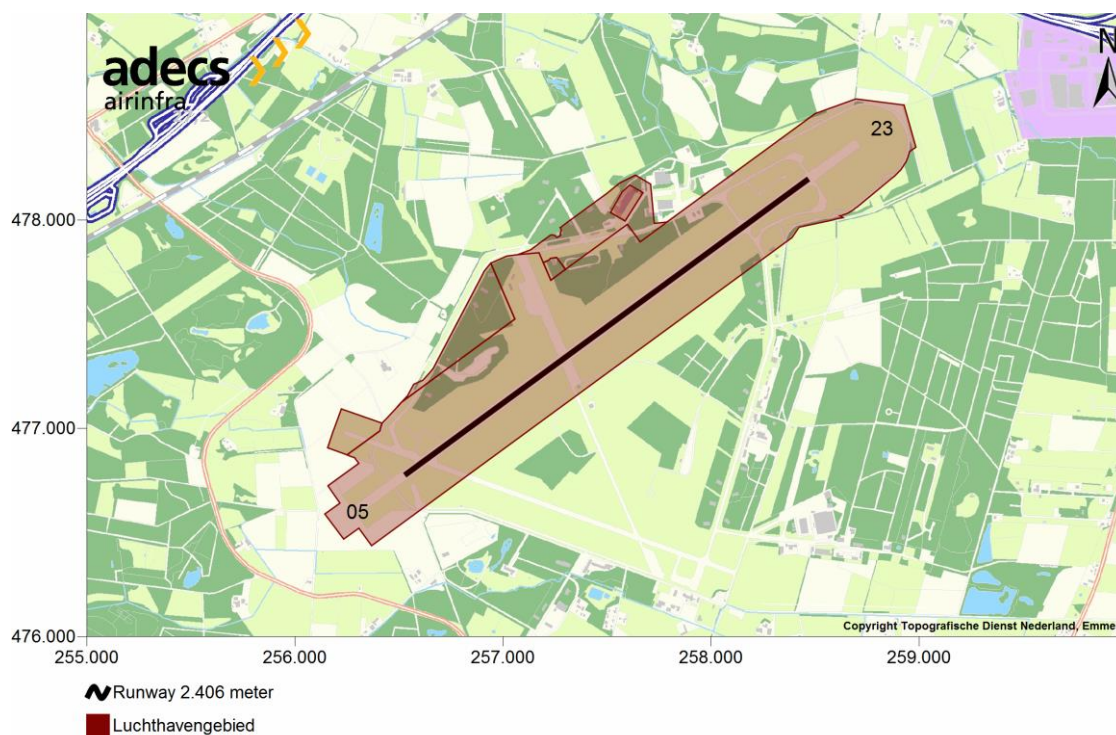 adecs
airinfra
N
23
478.000
477.000
05
476.000
Copyright Topografische Dienst Nederland, Emme
255.000 256.000 257.000 258.000 259.000
Runway 2.406 meter
Luchthavengebied